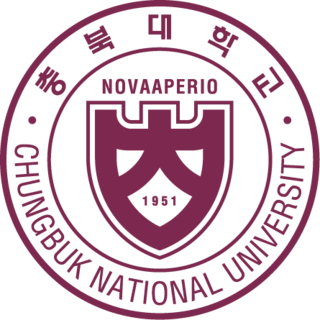 충북대학교
NOVAAPERIO
1951
CHUNGBUK NATIONAL UNIVERSITY